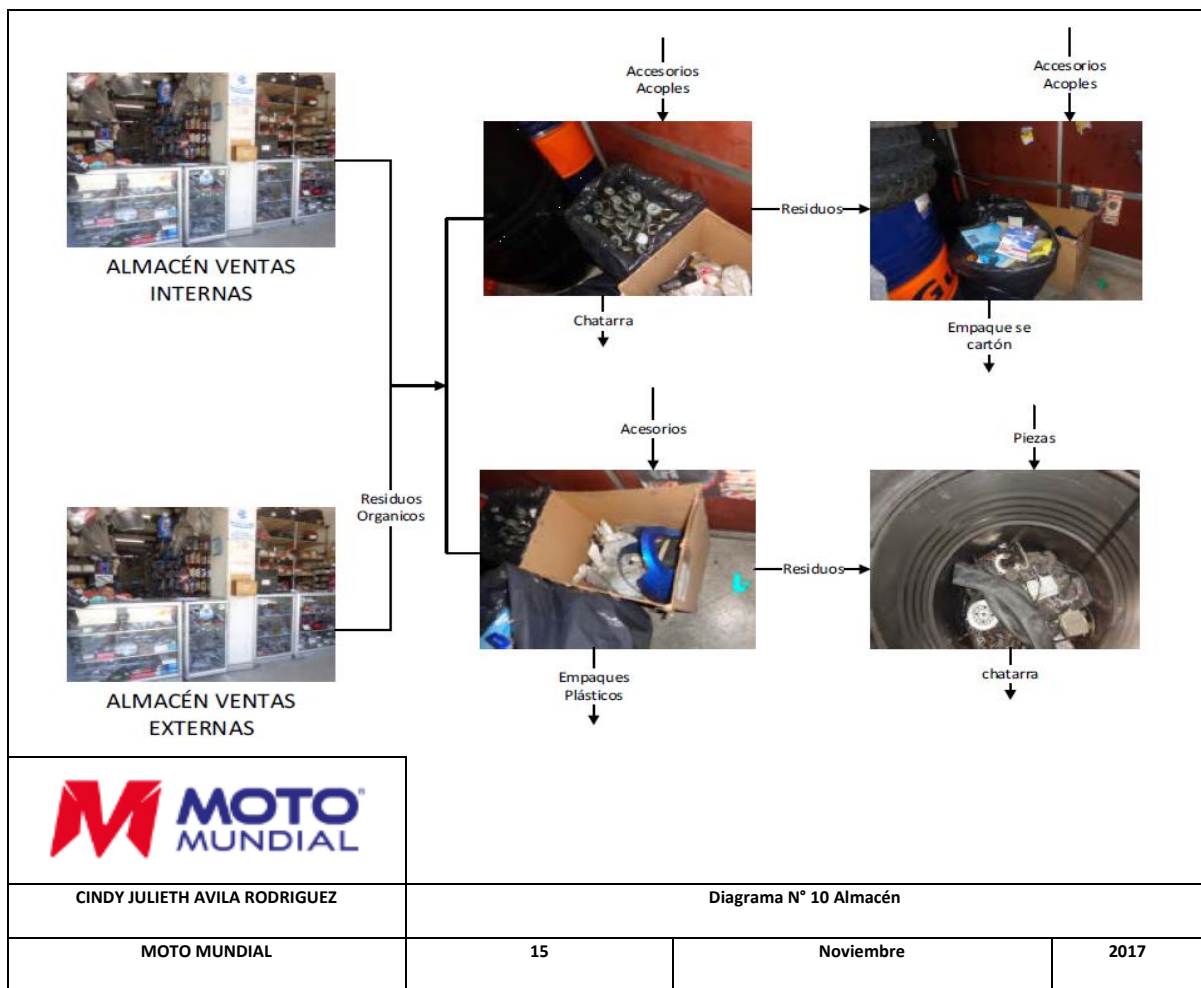 Accesorios
Acoples
Accesorios
Acoples
ALMACÉN VENTAS
INTERNAS
Residuos
Chatarra
Empaque se
cartón
Residuos
Organicos
Acesorios
Piezas
Residuos
ALMACÉN VENTAS
EXTERNAS
Empaques
Plásticos
chatarra
MOTO
MUNDIAL
CINDY JULIETH AVILA RODRIGUEZ
Diagrama N° 10 Almacén
MOTO MUNDIAL
15
Noviembre
2017